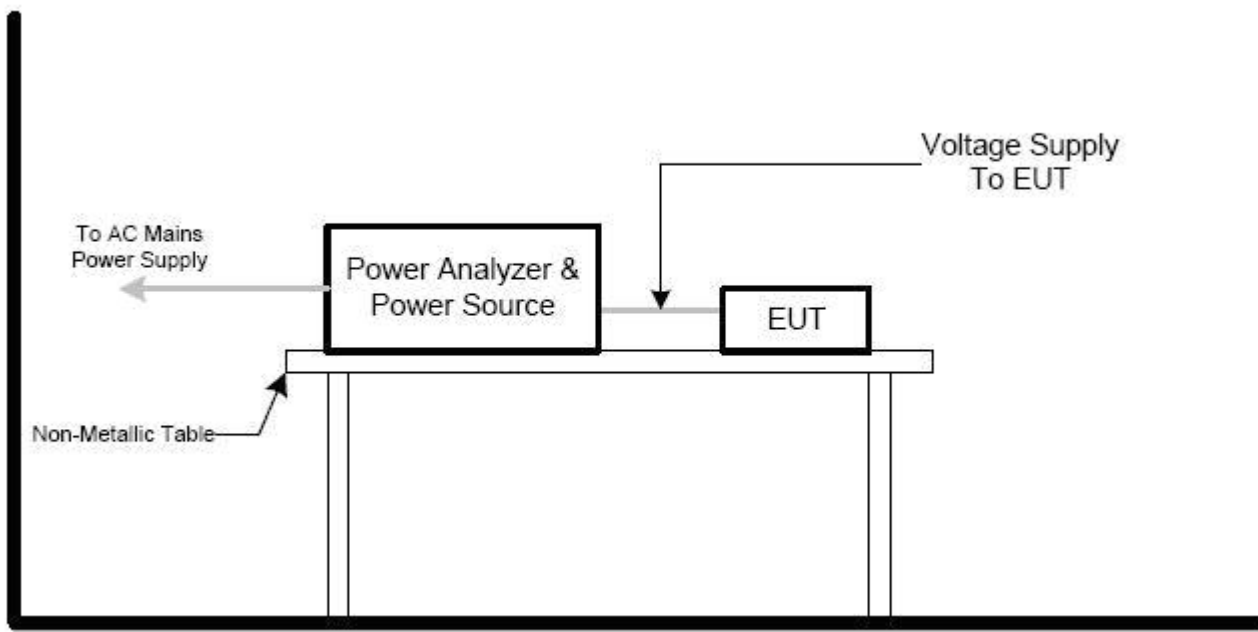 Voltage Supply
To EUT
To AC Mains
Power Supply
Power Analyzer &
Power Source
EUT
Non-Metallic Table